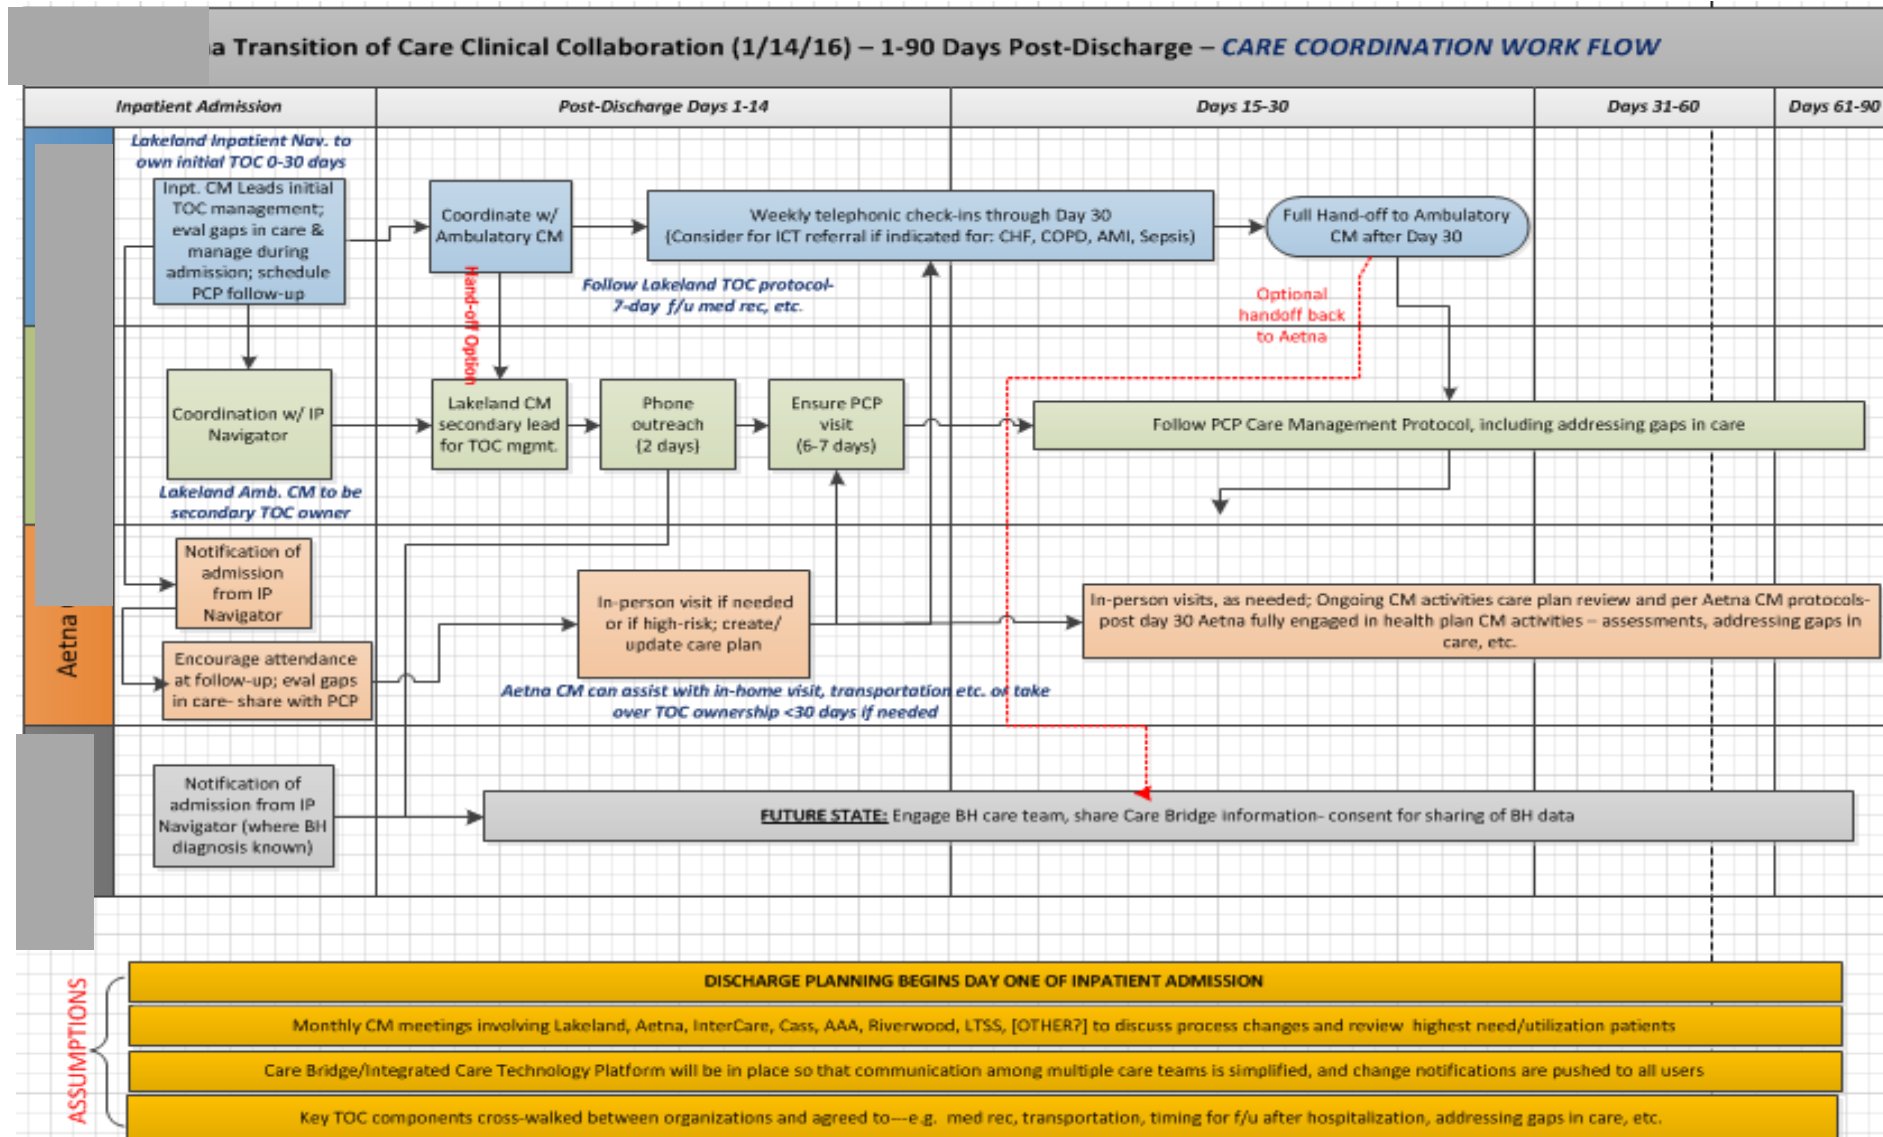 a Transition of Care Clinical Collaboration (1/14/16) – 1-90 Days Post-Discharge – CARE COORDINATION WORK FLOW
Inpatient Admission
Post-Discharge Days 1-14
Days 15-30
Days 31-60
Days 61-90
Lakeland Inpatient Nav. to
own initial TOC 0-30 days
Inpt. CM Leads initial
TOC management;
eval gaps in care &
manage during
admission; schedule
PCP follow-up
Coordinate w/
Ambulatory CM
Weekly telephonic check-ins through Day 30
(Consider for ICT referral if indicated for: CHF, COPD, AMI, Sepsis)
Full Hand-off to Ambulatory
CM after Day 30
Hand-off Option
Follow Lakeland TOC protocol-
7-day f/u med rec, etc.
Optional
handoff back
to Aetna
Coordination w/ IP
Navigator
Lakeland CM
secondary lead
for TOC mgmt.
Phone
outreach
(2 days)
Ensure PCP
visit
(6-7 days)
Follow PCP Care Management Protocol, including addressing gaps in care
Lakeland Amb. CM to be
secondary TOC owner
Aetna
Notification of
admission
from IP
Navigator
In-person visit if needed
or if high-risk; create/
update care plan
In-person visits, as needed; Ongoing CM activities care plan review and per Aetna CM protocols-
post day 30 Aetna fully engaged in health plan CM activities – assessments, addressing gaps in
care, etc.
Encourage attendance
at follow-up; eval gaps
in care- share with PCP
Aetna CM can assist with in-home visit, transportation etc. or take
over TOC ownership <30 days if needed
Notification of
admission from IP
Navigator (where BH
diagnosis known)
FUTURE STATE: Engage BH care team, share Care Bridge information- consent for sharing of BH data
ASSUMPTIONS
DISCHARGE PLANNING BEGINS DAY ONE OF INPATIENT ADMISSION
Monthly CM meetings involving Lakeland, Aetna, InterCare, Cass, AAA, Riverwood, LTSS, [OTHER?] to discuss process changes and review highest need/utilization patients
Care Bridge/Integrated Care Technology Platform will be in place so that communication among multiple care teams is simplified, and change notifications are pushed to all users
Key TOC components cross-walked between organizations and agreed to—e.g. med rec, transportation, timing for f/u after hospitalization, addressing gaps in care, etc.